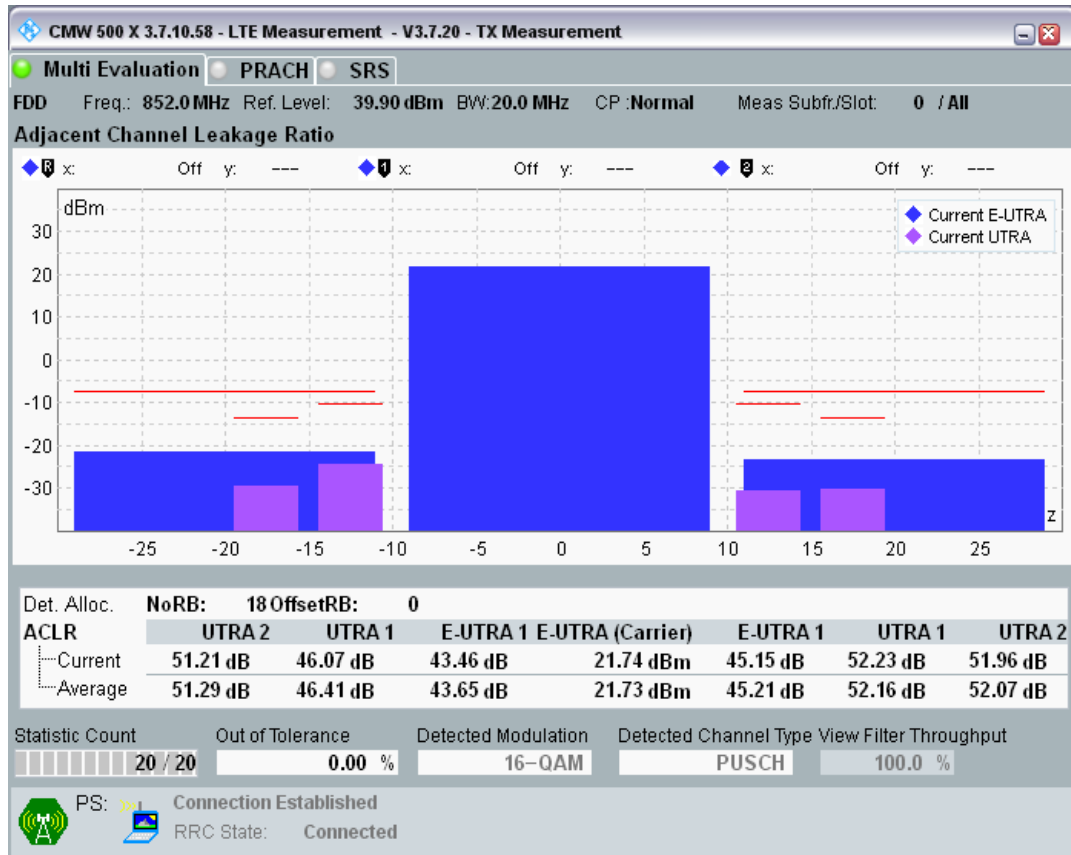 CMW 500 X 3.7.10.58 - LTE Measurement - V3.7.20 - TX Measurement
Multi Evaluation PRACH SRS
FDD Freq.: 852.0 MHz Ref. Level: 39.90 dBm BW: 20.0 MHz CP : Normal Meas Subfr./Slot: 0 / All
Adjacent Channel Leakage Ratio
R x: Off y: --- 1 x: Off y: --- 2 x: Off y: ---
dBm
Current E-UTRA
Current UTRA
30
20
10
0
-10
-20
-30
z
-25 -20 -15 -10 -5 0 5 10 15 20 25
Det. Alloc. NoRB: 18 OffsetRB: 0
ACLR UTRA 2 UTRA 1 E-UTRA 1 E-UTRA (Carrier) E-UTRA 1 UTRA 1 UTRA 2
Current 51.21 dB 46.07 dB 43.46 dB 21.74 dBm 45.15 dB 52.23 dB 51.96 dB
Average 51.29 dB 46.41 dB 43.65 dB 21.73 dBm 45.21 dB 52.16 dB 52.07 dB
Statistic Count Out of Tolerance Detected Modulation Detected Channel Type View Filter Throughput
20 / 20 0.00 % 16-QAM PUSCH 100.0 %
PS: Connection Established
RRC State: Connected